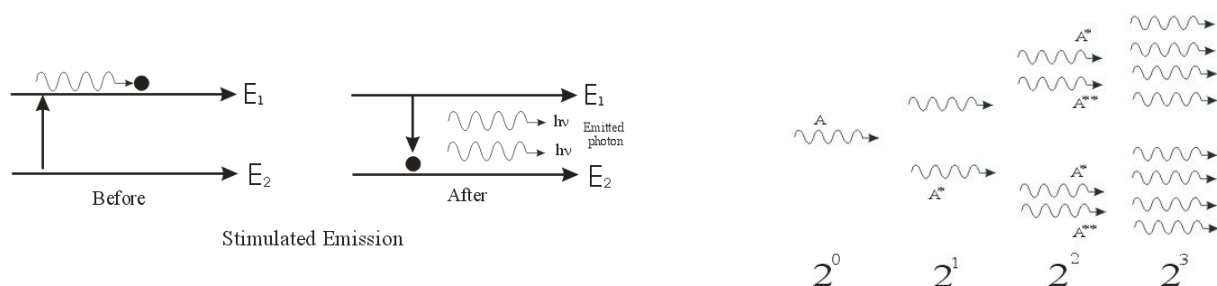 E₁
E₂
Before
E₁
hν
Emitted
hν
photon
E₂
After
Stimulated Emission
A
A*
A*
A**
A*
A**
2⁰
2¹
2²
2³